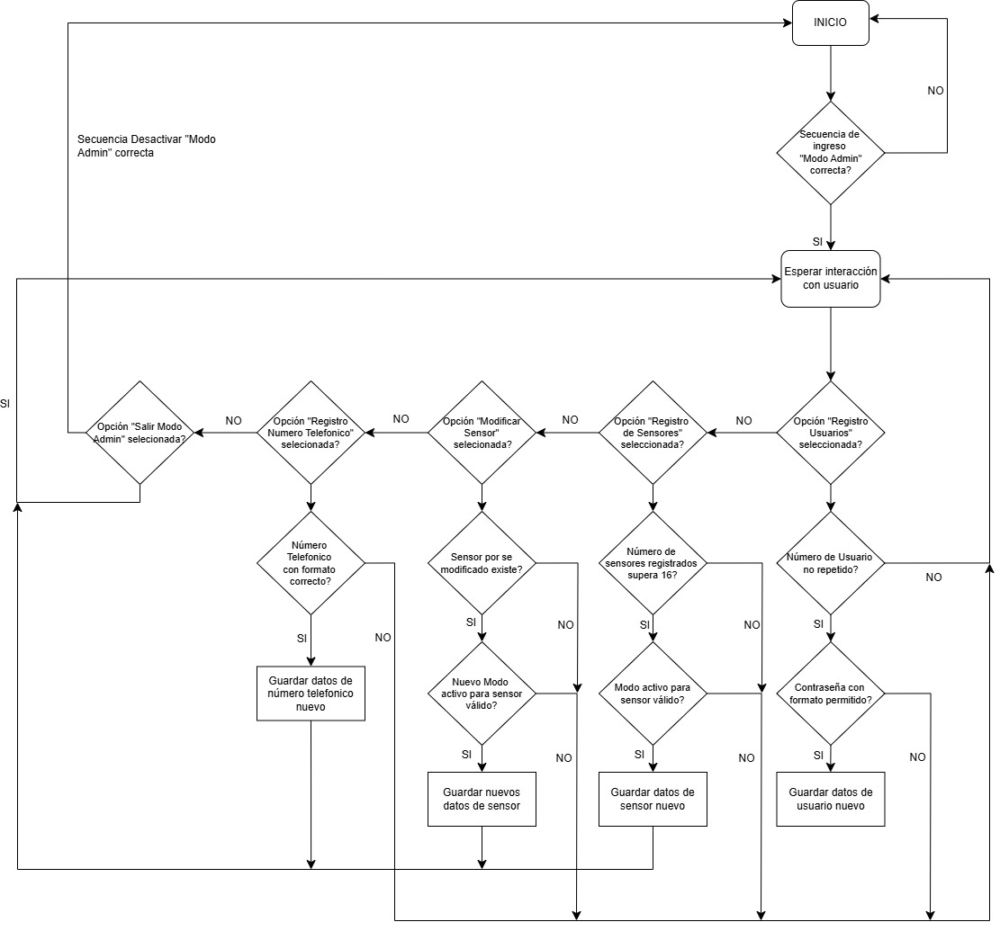 INICIO
NO
Secuencia Desactivar "Modo
Admin" correcta
Secuencia de
ingreso
"Modo Admin"
correcta?
SI
Esperar interacción
con usuario
SI
NO
NO
NO
NO
Opción "Salir Modo
Admin" selecionada?
Opción "Registro
Numero Telefonico"
selecionada?
Opción "Modificar
Sensor"
selecionada?
Opción "Registro
de Sensores"
seleccionada?
Opción "Registro
Usuarios"
seleccionada?
Número
Telefonico
con formato
correcto?
Sensor por se
modificado existe?
Número de
sensores registrados
supera 16?
Número de Usuario
no repetido?
NO
SI
NO
SI
NO
SI
NO
SI
NO
SI
Guardar datos de
número telefonico
nuevo
Nuevo Modo
activo para sensor
válido?
Modo activo para
sensor válido?
Contraseña con
formato permitido?
SI
NO
SI
NO
SI
NO
Guardar nuevos
datos de sensor
Guardar datos de
sensor nuevo
Guardar datos de
usuario nuevo